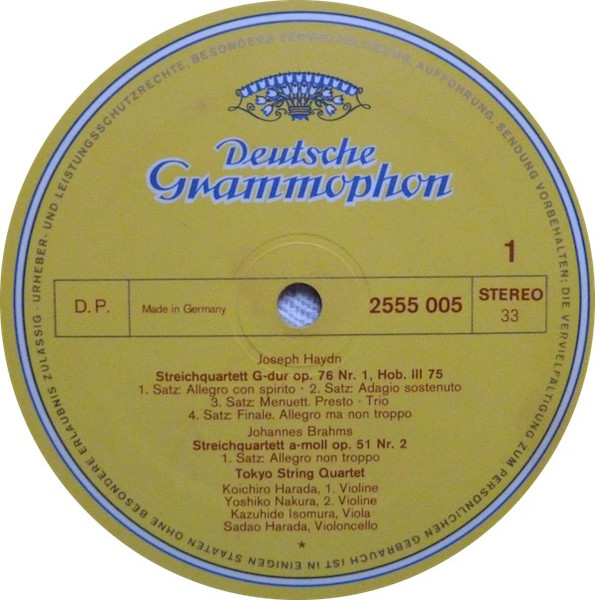 URHEBER- UND LEISTUNGSSCHUTZRECHTE, BESONDERS VERVIELFÄLTIGUNG, AUFFÜHRUNG, SENDUNG VORBEHALTEN; DIE VERVIELFÄLTIGUNG ZUM PERSÖNLICHEN GEBRAUCH IST IN EINIGEN STAATEN OHNE BESONDERE ERLAUBNIS ZULÄSSIG ·
Deutsche
Grammophon
1
D.P.
Made in Germany
2555 005
STEREO
33
Joseph Haydn
Streichquartett G-dur op. 76 Nr. 1, Hob. III 75
1. Satz: Allegro con spirito · 2. Satz: Adagio sostenuto
3. Satz: Menuett. Presto · Trio
4. Satz: Finale. Allegro ma non troppo
Johannes Brahms
Streichquartett a-moll op. 51 Nr. 2
1. Satz: Allegro non troppo
Tokyo String Quartet
Koichiro Harada, 1. Violine
Yoshiko Nakura, 2. Violine
Kazuhide Isomura, Viola
Sadao Harada, Violoncello
*